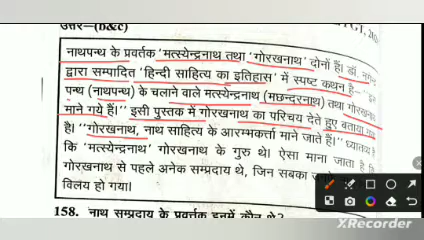 उत्तर—(b&c)
नाथपन्थ के प्रवर्तक 'मत्स्येन्द्रनाथ तथा 'गोरखनाथ' दोनों हैं। डॉ. नगेन्द्र
द्वारा सम्पादित 'हिन्दी साहित्य का इतिहास' में स्पष्ट कथन है–
पन्थ (नाथपन्थ) के चलाने वाले मत्स्येन्द्रनाथ (मछन्दरनाथ) तथा गोरखनाथ
माने गये हैं।'' इसी पुस्तक में गोरखनाथ का परिचय देते हुए बताया गया
है। ''गोरखनाथ, नाथ साहित्य के आरम्भकर्ता माने जाते हैं।'' ध्यातव्य है
कि 'मत्स्येन्द्रनाथ' गोरखनाथ के गुरु थे। ऐसा माना जाता है कि
गोरखनाथ से पहले अनेक सम्प्रदाय थे, जिन सबका
विलय हो गया।
158. नाथ सम्प्रदाय के प्रवर्तक इनमें कौन थे?
XRecorder